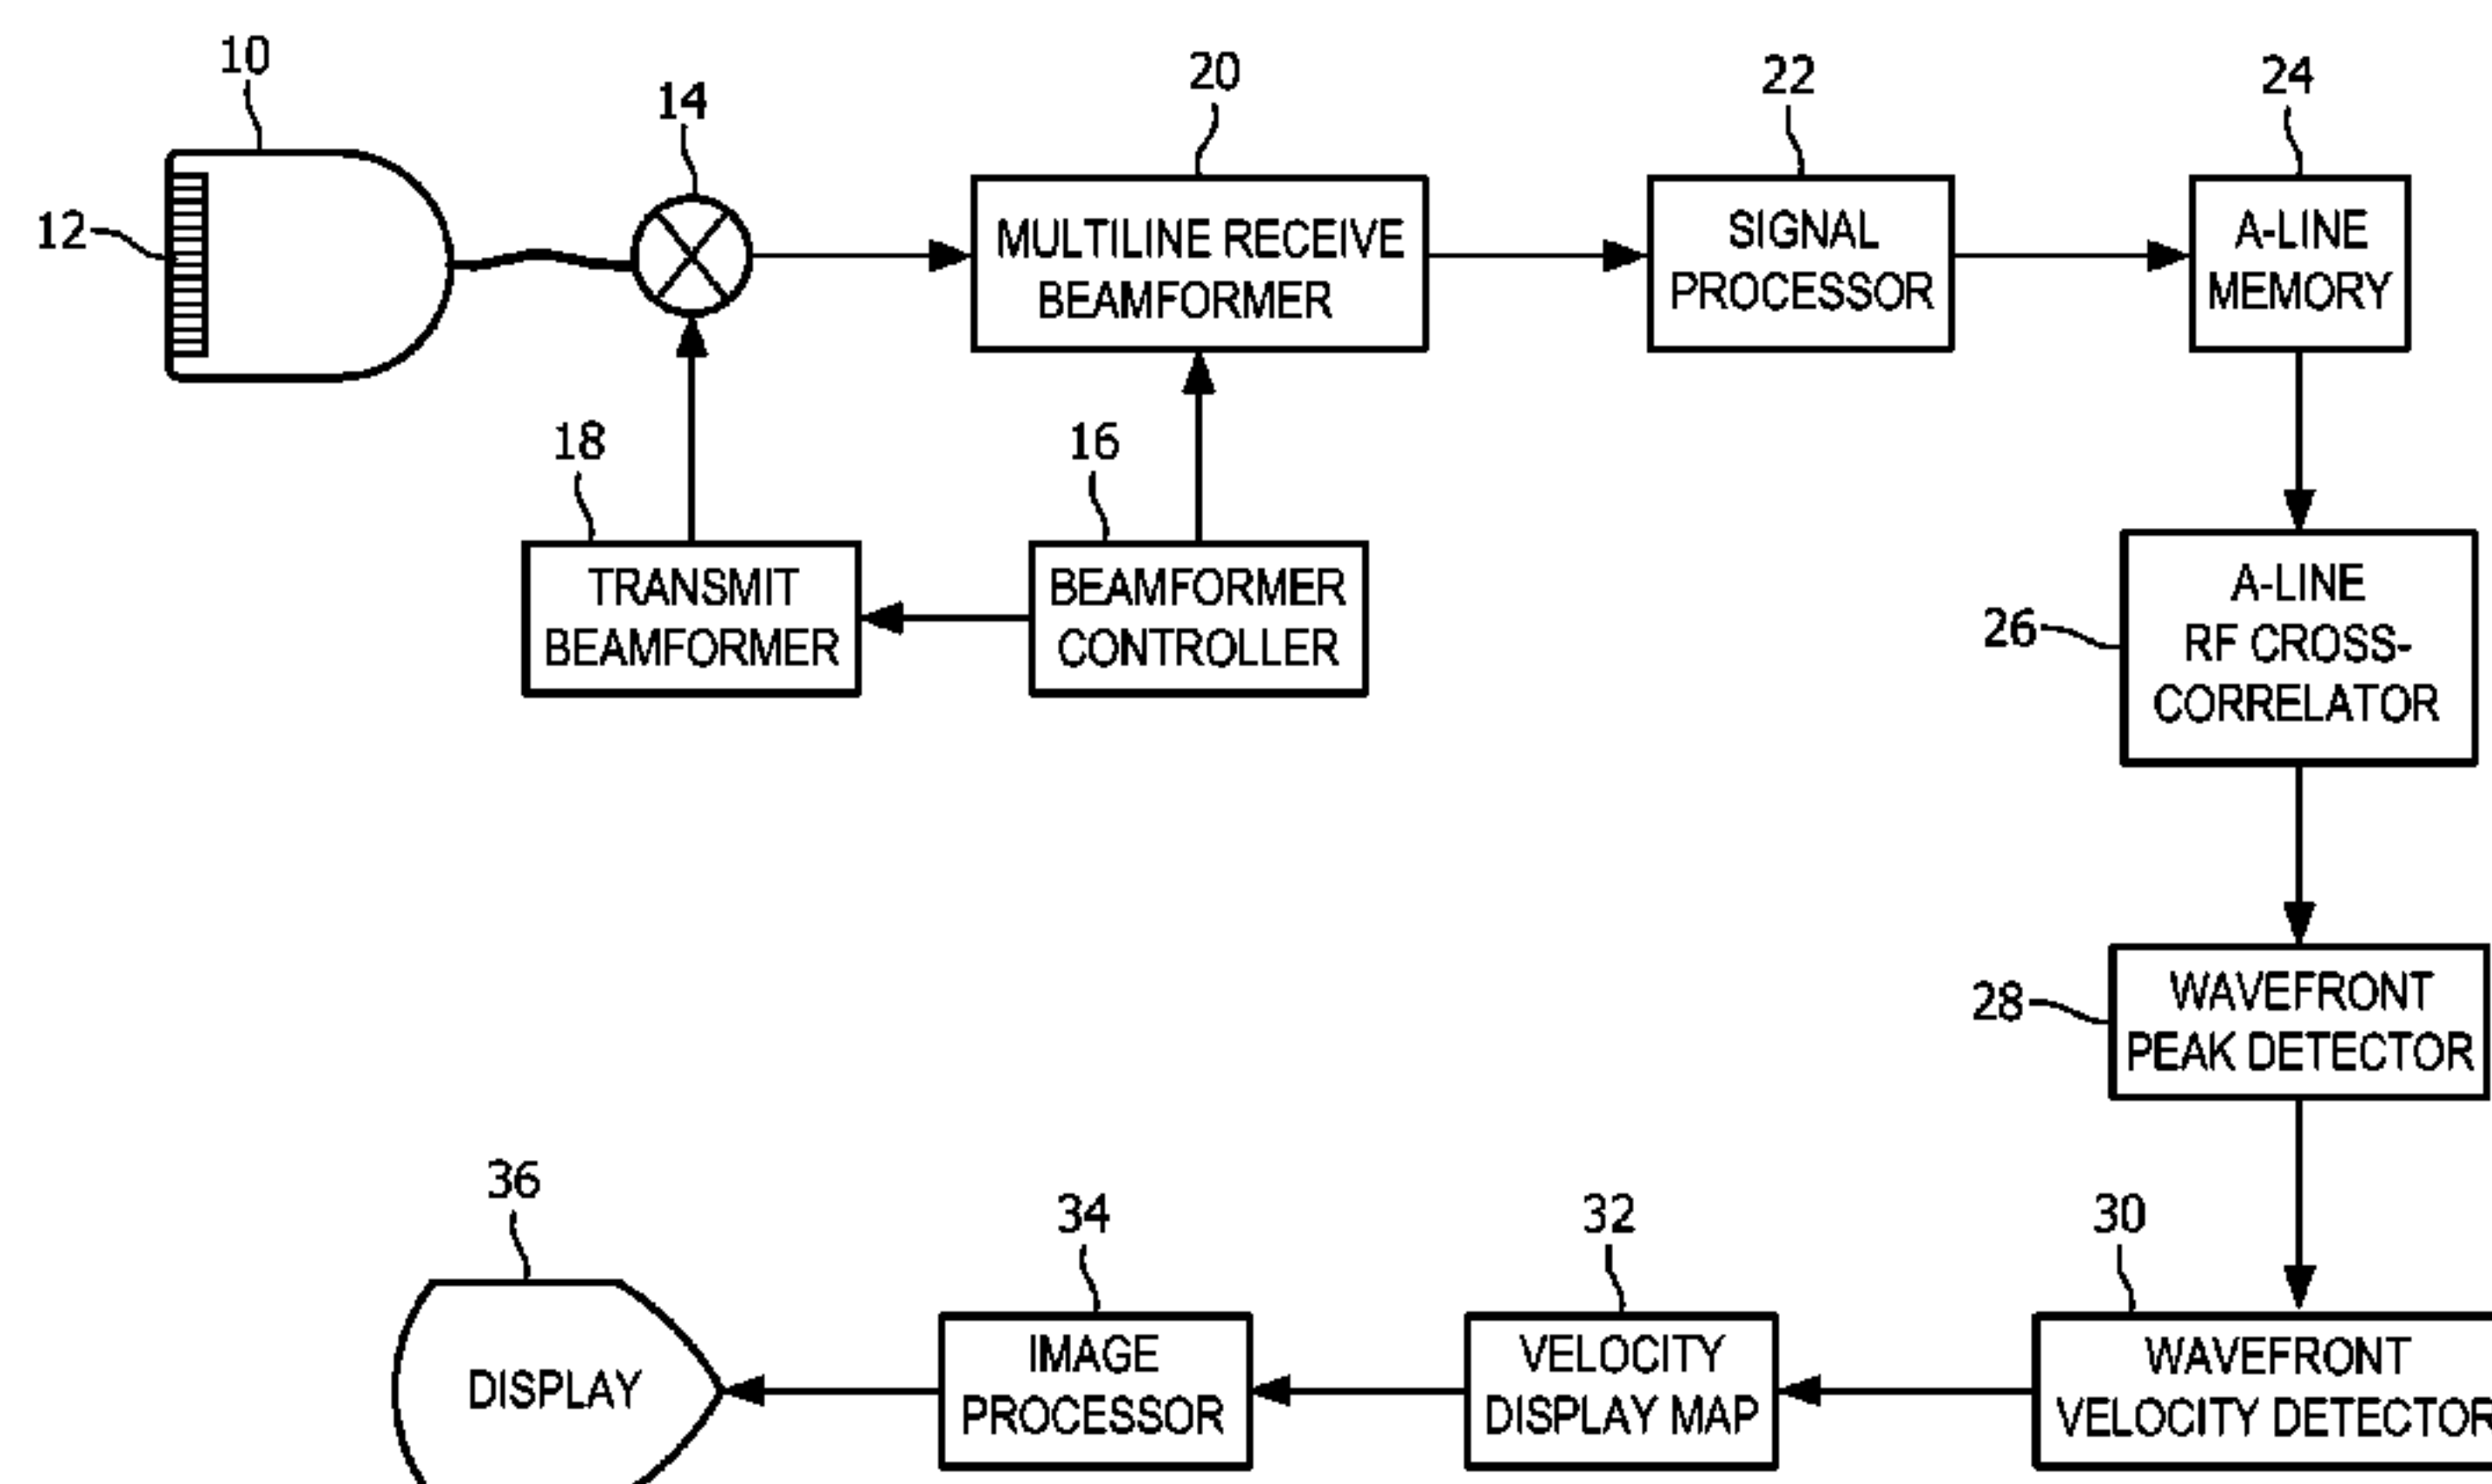 10
14
20
22
24
12
MULTILINE RECEIVE
BEAMFORMER
SIGNAL
PROCESSOR
A-LINE
MEMORY
18
16
TRANSMIT
BEAMFORMER
BEAMFORMER
CONTROLLER
26
A-LINE
RF CROSS-
CORRELATOR
28
WAVEFRONT
PEAK DETECTOR
36
34
32
30
DISPLAY
IMAGE
PROCESSOR
VELOCITY
DISPLAY MAP
WAVEFRONT
VELOCITY DETECTOR